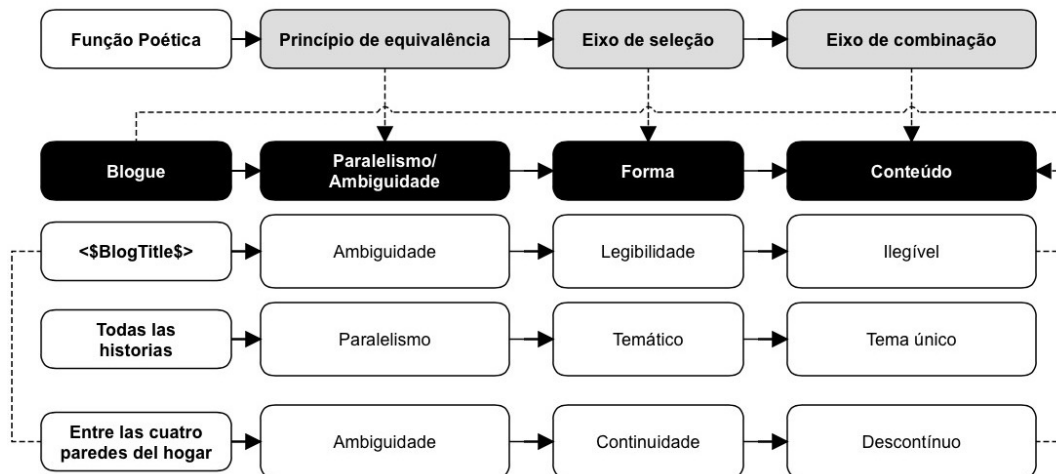 Função Poética
Princípio de equivalência
Eixo de seleção
Eixo de combinação
Blogue
Paralelismo/
Ambiguidade
Forma
Conteúdo
<$BlogTitle$>
Ambiguidade
Legibilidade
Ilegível
Todas las
historias
Paralelismo
Temático
Tema único
Entre las cuatro
paredes del hogar
Ambiguidade
Continuidade
Descontínuo